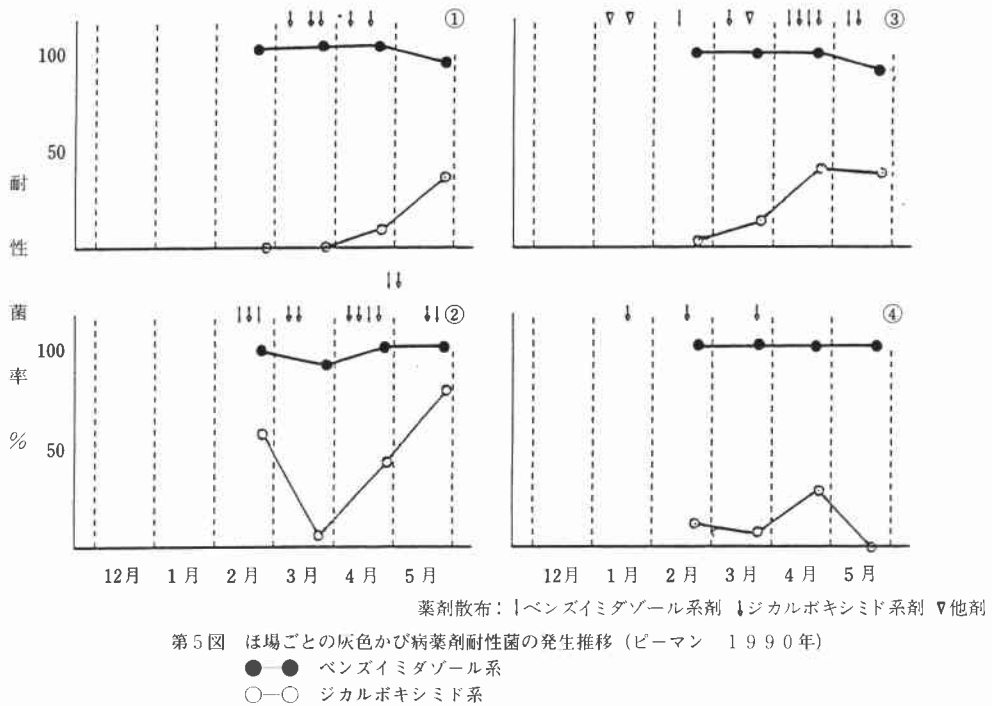 ①
③
100
50
耐
性
菌
率
%
②
④
100
50
12月 1月 2月 3月 4月 5月
12月 1月 2月 3月 4月 5月
薬剤散布：ベンズイミダゾール系剤 ジカルボキシミド系剤 ▽他剤
第5図 ほ場ごとの灰色かび病薬剤耐性菌の発生推移（ピーマン 1990年）
●─● ベンズイミダゾール系
○─○ ジカルボキシミド系